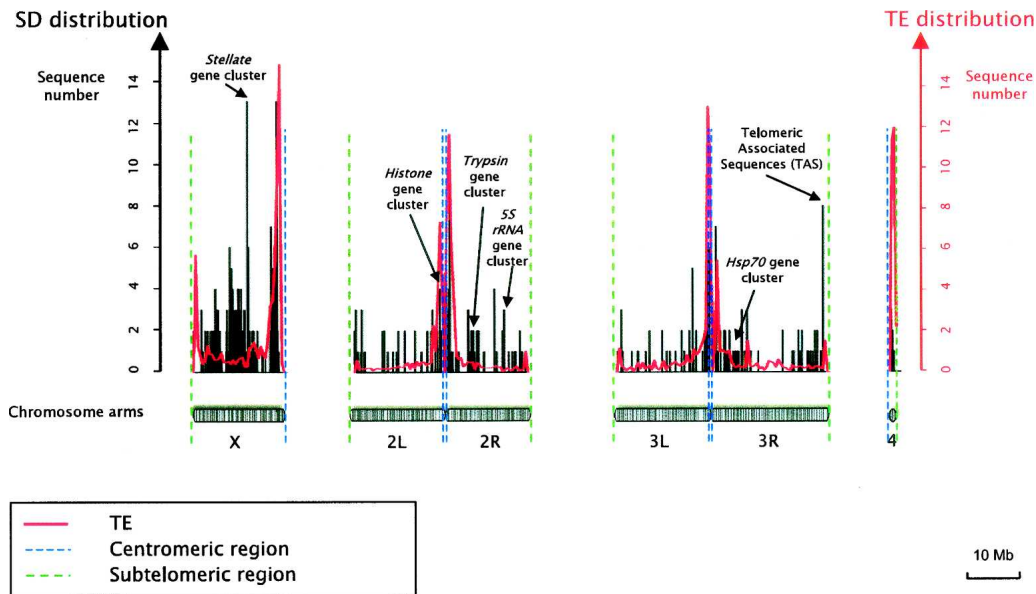 SD distribution
TE distribution
Sequence
number
14
12
10
8
6
4
2
0
Stellate
gene cluster
Histone
gene
cluster
Trypsin
gene
cluster
5S
rRNA
gene
cluster
Hsp70 gene
cluster
Telomeric
Associated
Sequences (TAS)
Sequence
number
14
12
10
8
6
4
2
0
Chromosome arms
X
2L
2R
3L
3R
4
TE
Centromeric region
Subtelomeric region
10 Mb